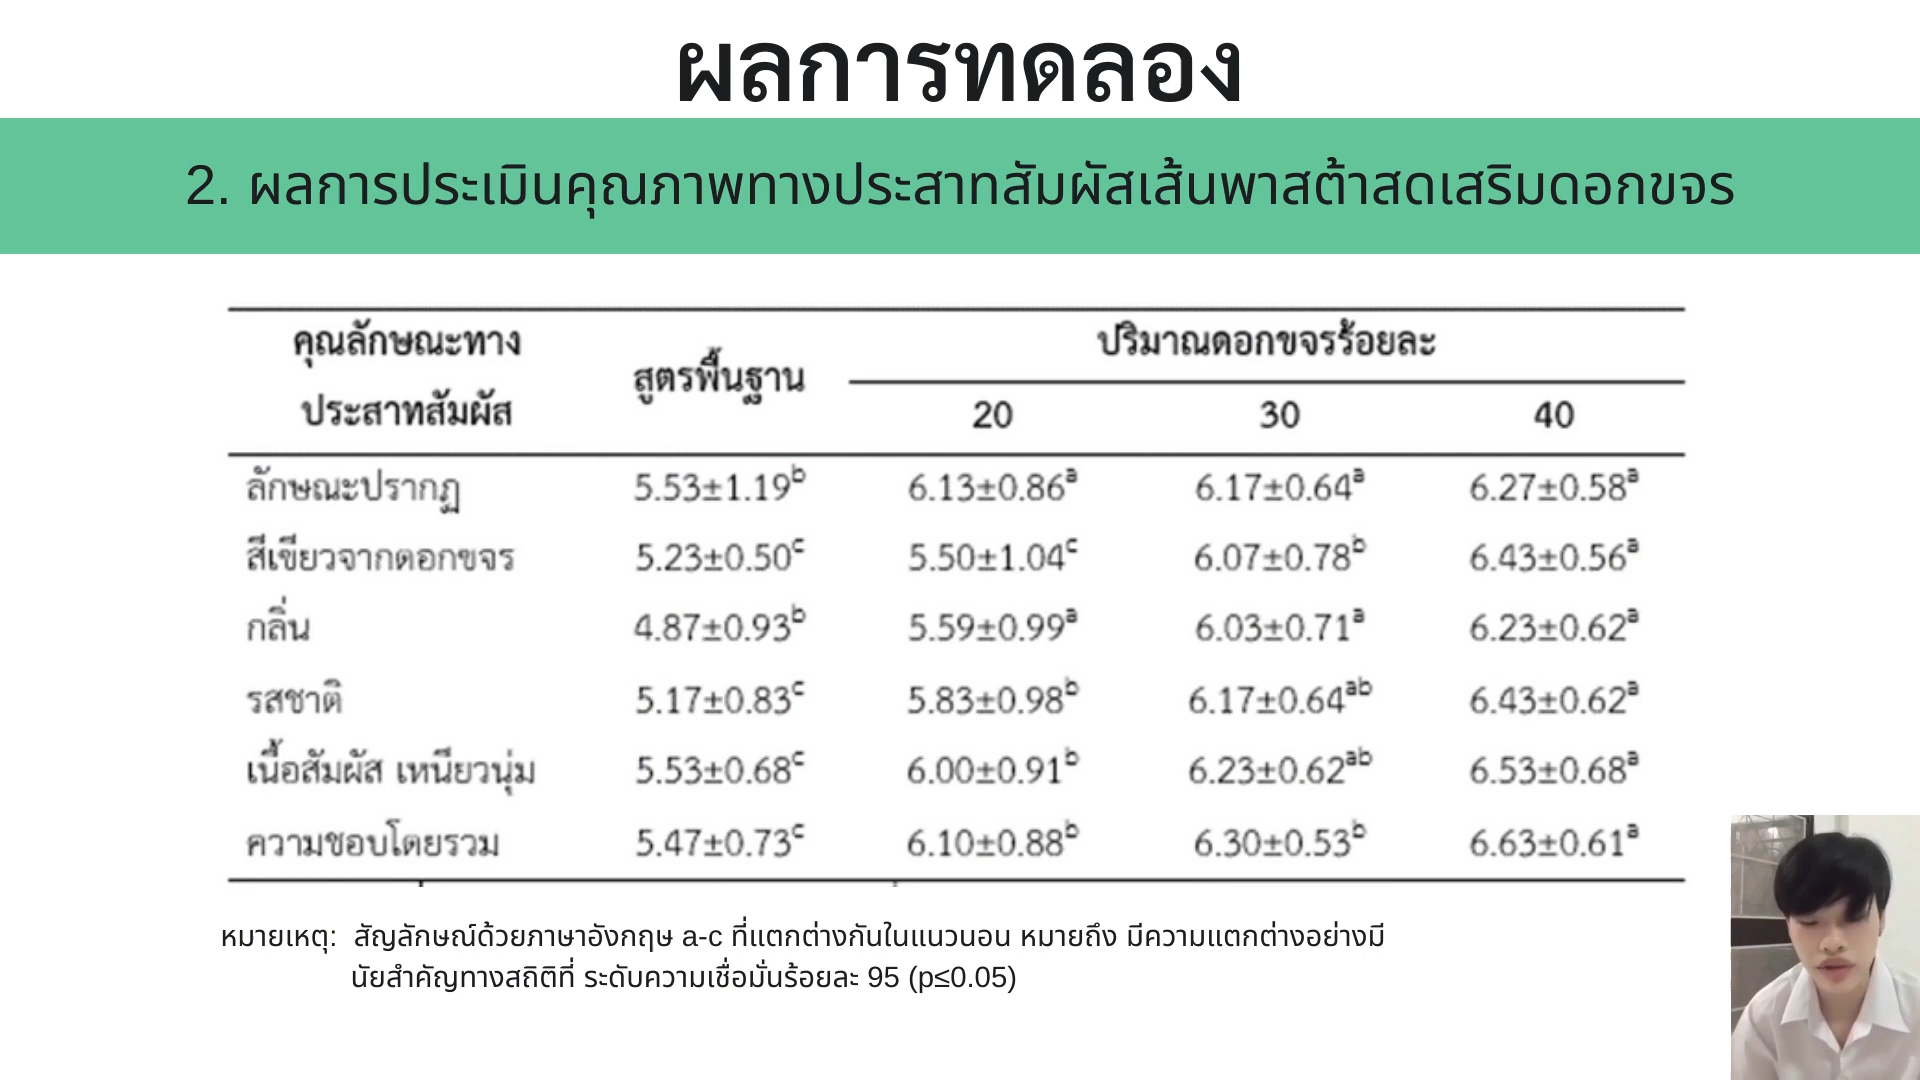 ผลการทดลอง
2. ผลการประเมินคุณภาพทางประสาทสัมผัสเส้นพาสต้าสดเสริมดอกขจร
คุณลักษณะทางประสาทสัมผัส สูตรพื้นฐาน ปริมาณดอกขจรร้อยละ
20 30 40
ลักษณะปรากฏ 5.53±1.19ᵇ 6.13±0.86ᵃ 6.17±0.64ᵃ 6.27±0.58ᵃ
สีเขียวจากดอกขจร 5.23±0.50ᶜ 5.50±1.04ᶜ 6.07±0.78ᵇ 6.43±0.56ᵃ
กลิ่น 4.87±0.93ᵇ 5.59±0.99ᵃ 6.03±0.71ᵃ 6.23±0.62ᵃ
รสชาติ 5.17±0.83ᶜ 5.83±0.98ᵇ 6.17±0.64ᵃᵇ 6.43±0.62ᵃ
เนื้อสัมผัส เหนียวนุ่ม 5.53±0.68ᶜ 6.00±0.91ᵇ 6.23±0.62ᵃᵇ 6.53±0.68ᵃ
ความชอบโดยรวม 5.47±0.73ᶜ 6.10±0.88ᵇ 6.30±0.53ᵇ 6.63±0.61ᵃ
หมายเหตุ: สัญลักษณ์ด้วยภาษาอังกฤษ a-c ที่แตกต่างกันในแนวนอน หมายถึง มีความแตกต่างอย่างมี
นัยสำคัญทางสถิติที่ ระดับความเชื่อมั่นร้อยละ 95 (p≤0.05)